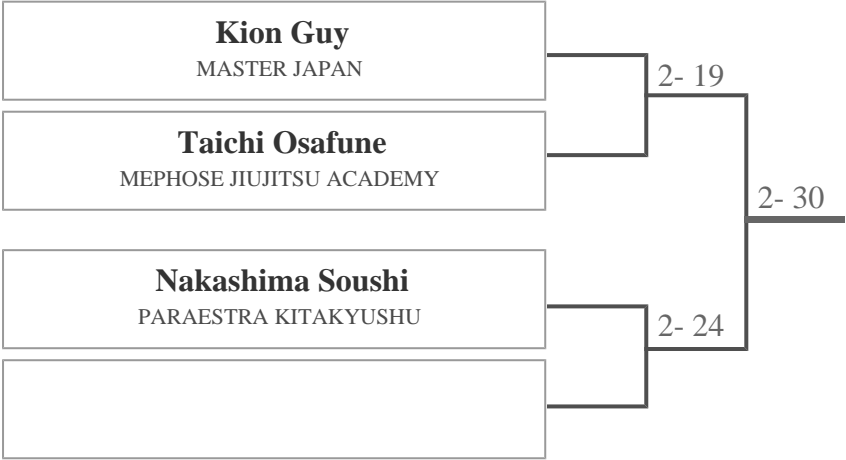 Kion Guy
MASTER JAPAN
2- 19
Taichi Osafune
MEPHOSE JIUJITSU ACADEMY
2- 30
Nakashima Soushi
PARAESTRA KITAKYUSHU
2- 24